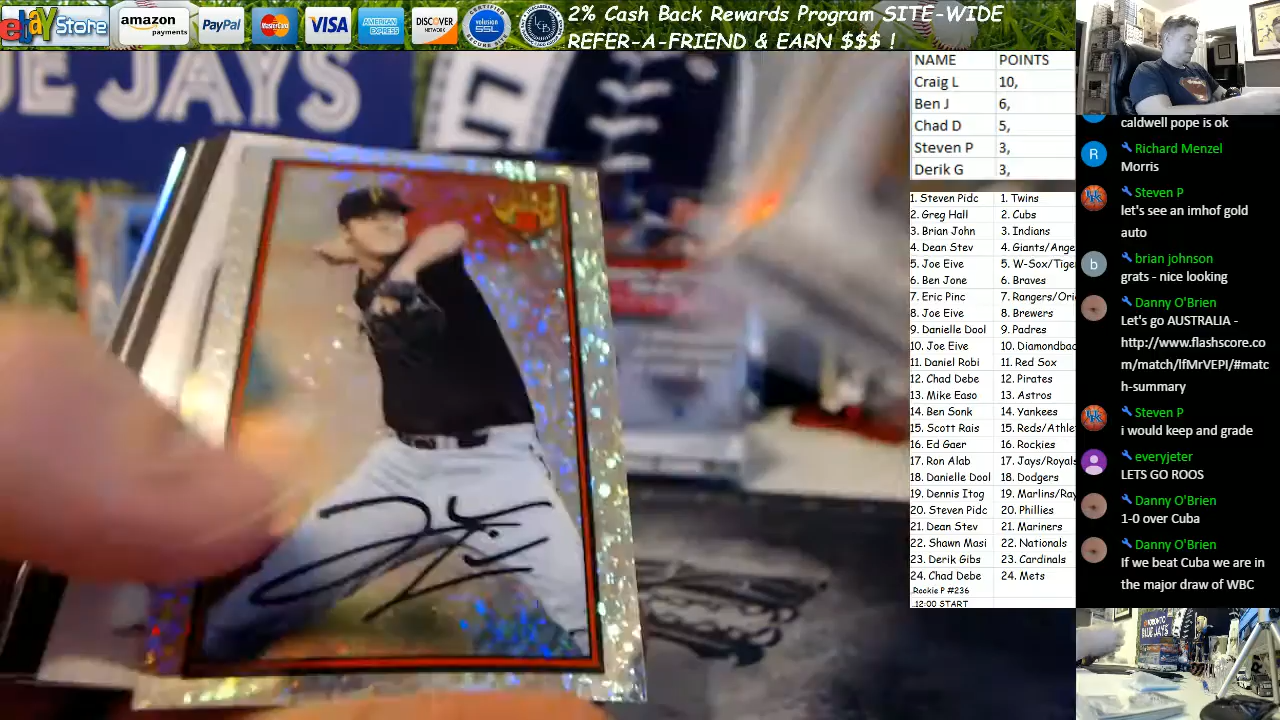 ebay Store
amazon payments
PayPal
MasterCard
VISA
AMERICAN EXPRESS
DISCOVER NETWORK
volusion SSL
2% Cash Back Rewards Program SITE-WIDE
REFER-A-FRIEND & EARN $$$ !
UE JAYS
NAME POINTS
Craig L 10,
Ben J 6,
Chad D 5,
Steven P 3,
Derik G 3,
1. Steven Pidc 1. Twins
2. Greg Hall 2. Cubs
3. Brian John 3. Indians
4. Dean Stev 4. Giants/Ange
5. Joe Eive 5. W-Sox/Tige
6. Ben Jone 6. Braves
7. Eric Pinc 7. Rangers/Ori
8. Joe Eive 8. Brewers
9. Danielle Dool 9. Padres
10. Joe Eive 10. Diamondbac
11. Daniel Robi 11. Red Sox
12. Chad Debe 12. Pirates
13. Mike Easo 13. Astros
14. Ben Sonk 14. Yankees
15. Scott Rais 15. Reds/Athle
16. Ed Gaer 16. Rockies
17. Ron Alab 17. Jays/Royals
18. Danielle Dool 18. Dodgers
19. Dennis Itog 19. Marlins/Ray
20. Steven Pidc 20. Phillies
21. Dean Stev 21. Mariners
22. Shawn Masi 22. Nationals
23. Derik Gibs 23. Cardinals
24. Chad Debe 24. Mets
.Rookie P #236
.12:00 START
caldwell pope is ok
R
Richard Menzel
Morris
Steven P
let's see an imhof gold
auto
b
brian johnson
grats - nice looking
Danny O'Brien
Let's go AUSTRALIA -
http://www.flashscore.co
m/match/lfMrVEPI/#matc
h-summary
Steven P
i would keep and grade
everyjeter
LETS GO ROOS
Danny O'Brien
1-0 over Cuba
Danny O'Brien
If we beat Cuba we are in
the major draw of WBC
TORONTO
BLUE JAYS